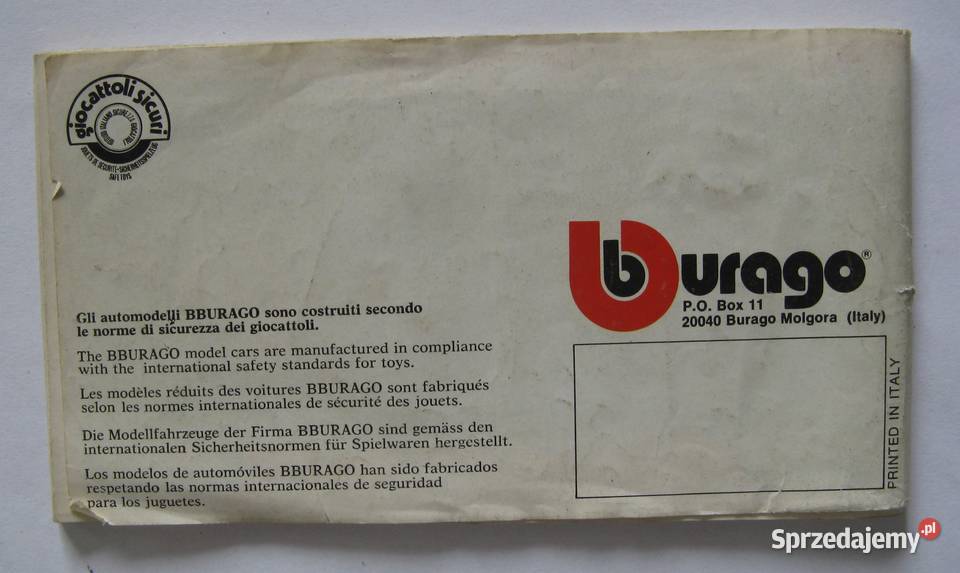 giocattoli sicuri
SAFE TOYS
bburago®
P.O. Box 11
20040 Burago Molgora (Italy)
Gli automodelli BBURAGO sono costruiti secondo
le norme di sicurezza dei giocattoli.
The BBURAGO model cars are manufactured in compliance
with the international safety standards for toys.
Les modèles réduits des voitures BBURAGO sont fabriqués
selon les normes internationales de sécurité des jouets.
Die Modellfahrzeuge der Firma BBURAGO sind gemäss den
internationalen Sicherheitsnormen für Spielwaren hergestellt.
Los modelos de automóviles BBURAGO han sido fabricados
respetando las normas internacionales de seguridad
para los juguetes.
PRINTED IN ITALY
Sprzedajemy.pl